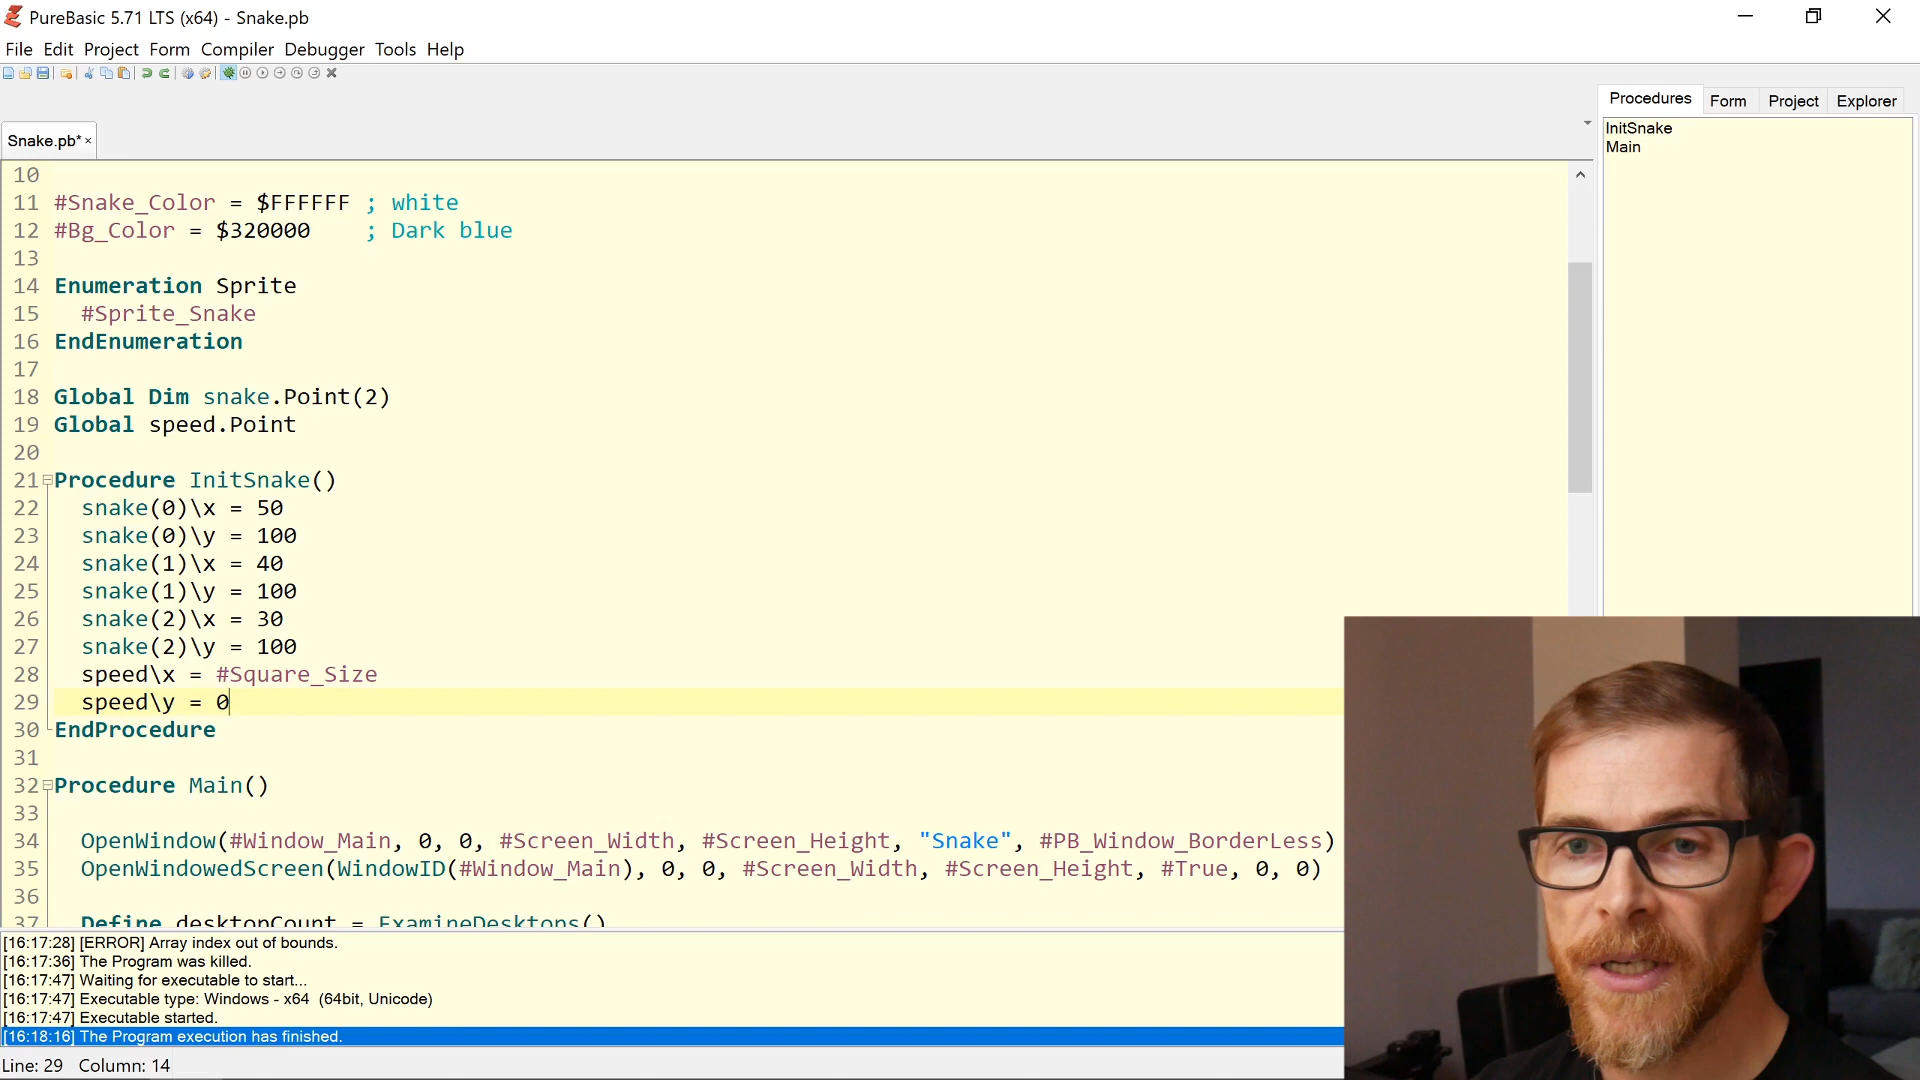 PureBasic 5.71 LTS (x64) - Snake.pb
File Edit Project Form Compiler Debugger Tools Help
Procedures Form Project Explorer
Snake.pb*
InitSnake
Main
10
11 #Snake_Color = $FFFFFF ; white
12 #Bg_Color = $320000 ; Dark blue
13
14 Enumeration Sprite
15 #Sprite_Snake
16 EndEnumeration
17
18 Global Dim snake.Point(2)
19 Global speed.Point
20
21 Procedure InitSnake()
22 snake(0)\x = 50
23 snake(0)\y = 100
24 snake(1)\x = 40
25 snake(1)\y = 100
26 snake(2)\x = 30
27 snake(2)\y = 100
28 speed\x = #Square_Size
29 speed\y = 0
30 EndProcedure
31
32 Procedure Main()
33
34 OpenWindow(#Window_Main, 0, 0, #Screen_Width, #Screen_Height, "Snake", #PB_Window_BorderLess)
35 OpenWindowedScreen(WindowID(#Window_Main), 0, 0, #Screen_Width, #Screen_Height, #True, 0, 0)
36
37 Define desktopCount = ExamineDesktops()
[16:17:28] [ERROR] Array index out of bounds.
[16:17:36] The Program was killed.
[16:17:47] Waiting for executable to start...
[16:17:47] Executable type: Windows - x64 (64bit, Unicode)
[16:17:47] Executable started.
[16:18:16] The Program execution has finished.
Line: 29 Column: 14